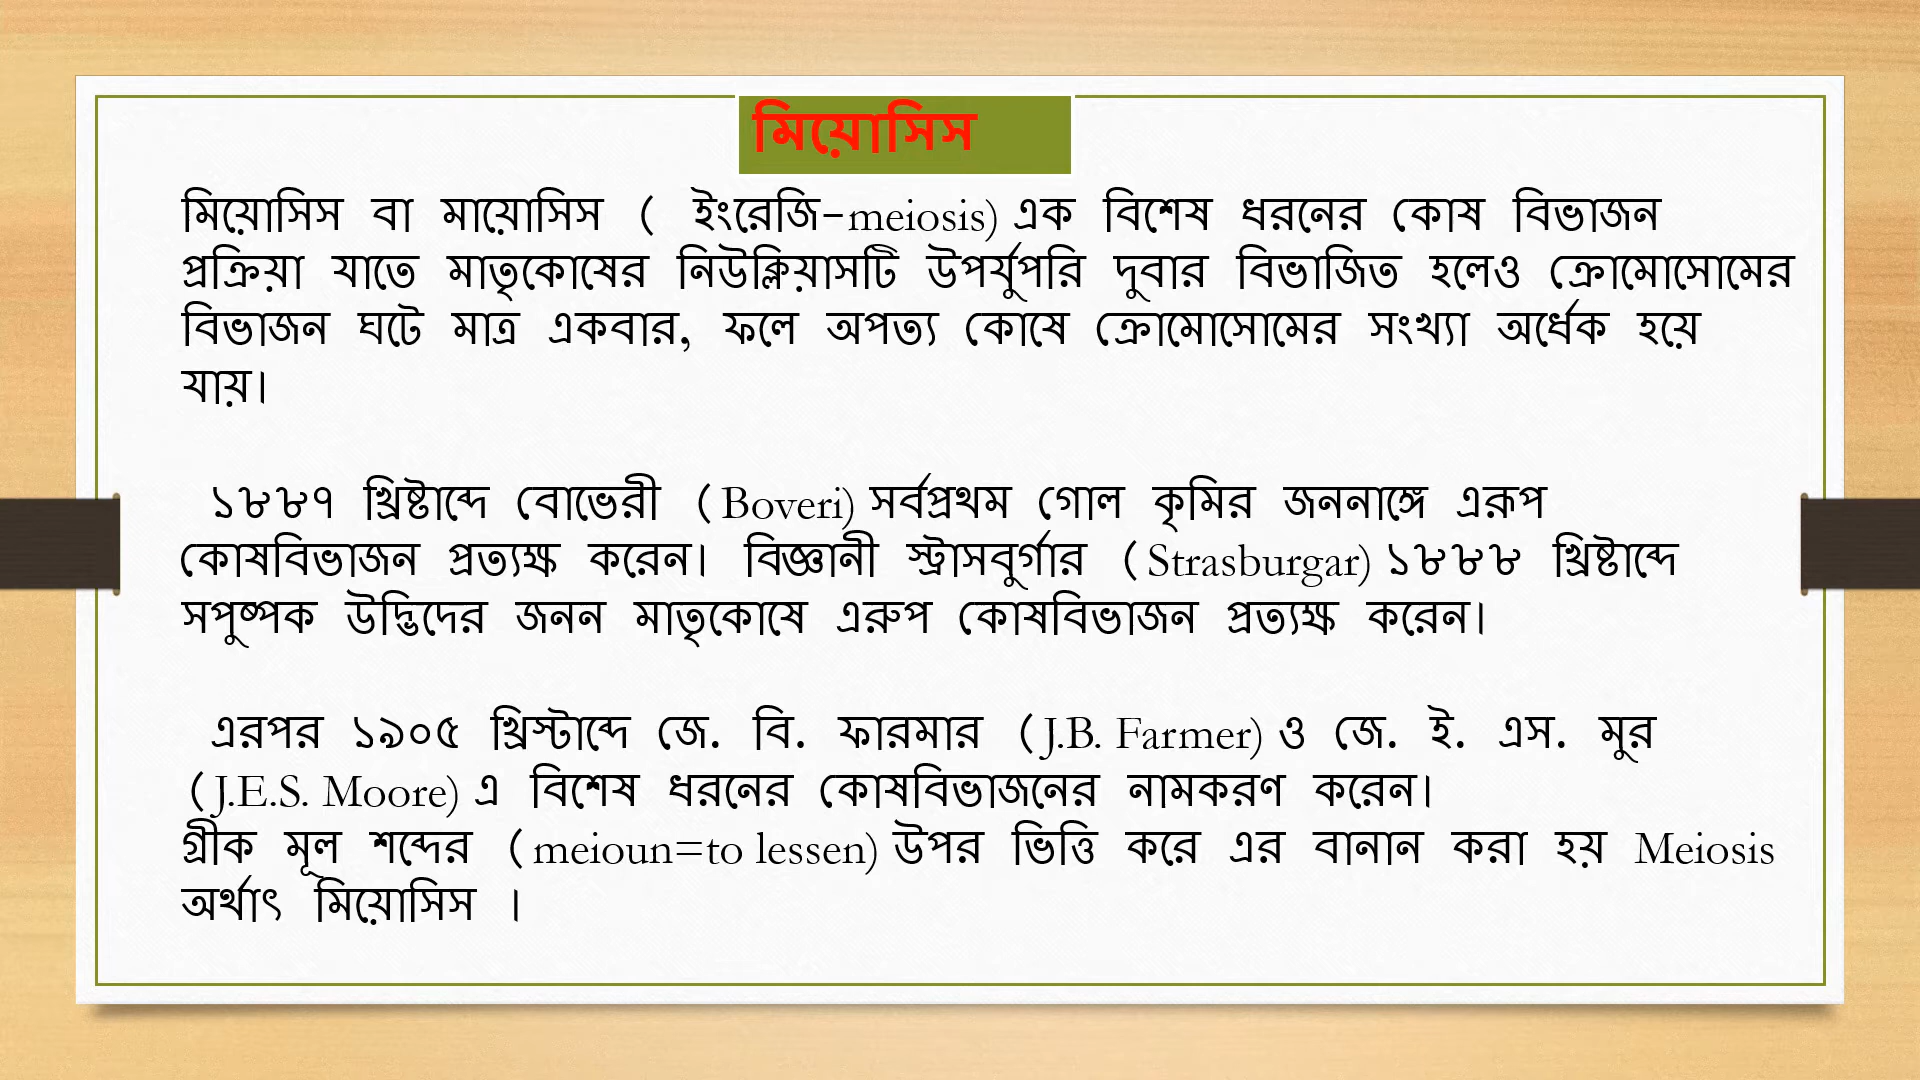 মিয়োসিস
মিয়োসিস বা মায়োসিস ( ইংরেজি-meiosis) এক বিশেষ ধরনের কোষ বিভাজন
প্রক্রিয়া যাতে মাতৃকোষের নিউক্লিয়াসটি উপর্যুপরি দুবার বিভাজিত হলেও ক্রোমোসোমের
বিভাজন ঘটে মাত্র একবার, ফলে অপত্য কোষে ক্রোমোসোমের সংখ্যা অর্ধেক হয়ে
যায়।
১৮৮৭ খ্রিষ্টাব্দে বোভেরী (Boveri) সর্বপ্রথম গোল কৃমির জননাঙ্গে এরূপ
কোষবিভাজন প্রত্যক্ষ করেন। বিজ্ঞানী স্ট্রাসবুর্গার (Strasburgar) ১৮৮৮ খ্রিষ্টাব্দে
সপুষ্পক উদ্ভিদের জনন মাতৃকোষে এরুপ কোষবিভাজন প্রত্যক্ষ করেন।
এরপর ১৯০৫ খ্রিস্টাব্দে জে. বি. ফারমার (J.B. Farmer) ও জে. ই. এস. মুর
(J.E.S. Moore) এ বিশেষ ধরনের কোষবিভাজনের নামকরণ করেন।
গ্রীক মূল শব্দের (meioun=to lessen) উপর ভিত্তি করে এর বানান করা হয় Meiosis
অর্থাৎ মিয়োসিস ।